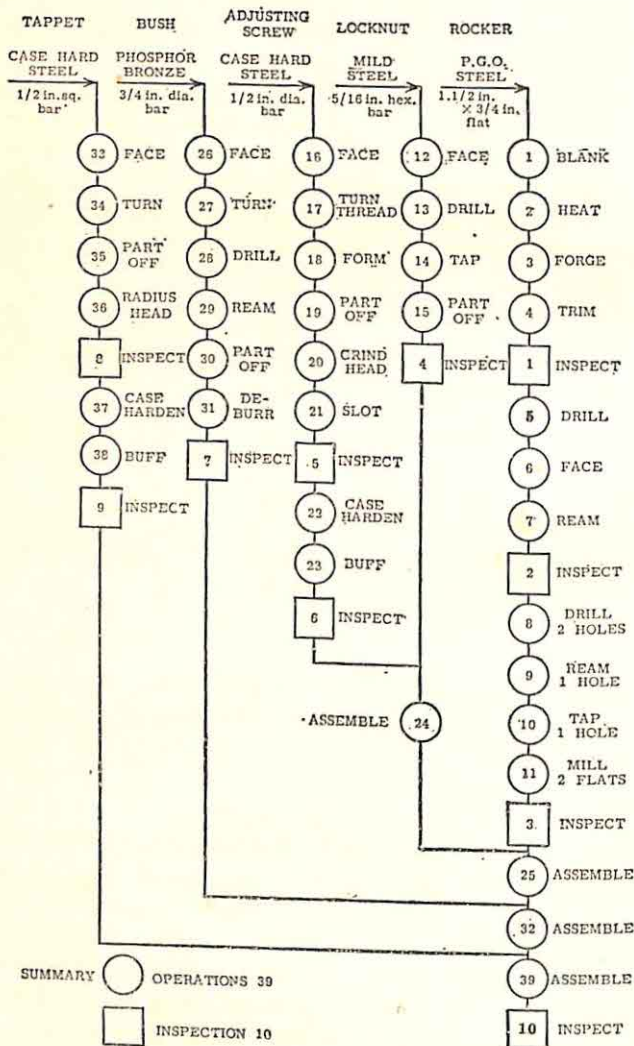 TAPPET BUSH ADJUSTING SCREW LOCKNUT ROCKER
CASE HARD STEEL PHOSPHOR BRONZE CASE HARD STEEL MILD STEEL P.G.O. STEEL
1/2 in.sq. bar 3/4 in. dia. bar 1/2 in. dia. bar 5/16 in. hex. bar 1.1/2 in. × 3/4 in. flat
33 FACE 26 FACE 16 FACE 12 FACE 1 BLANK
34 TURN 27 TURN 17 TURN THREAD 13 DRILL 2 HEAT
35 PART OFF 28 DRILL 18 FORM 14 TAP 3 FORGE
36 RADIUS HEAD 29 REAM 19 PART OFF 15 PART OFF 4 TRIM
8 INSPECT 30 PART OFF 20 CRIND HEAD 4 INSPECT 1 INSPECT
37 CASE HARDEN 31 DE-BURR 21 SLOT 5 DRILL
38 BUFF 7 INSPECT 5 INSPECT 6 FACE
9 INSPECT 23 CASE HARDEN 7 REAM
23 BUFF 2 INSPECT
6 INSPECT 8 DRILL 2 HOLES
9 REAM 1 HOLE
ASSEMBLE 24 10 TAP 1 HOLE
11 MILL 2 FLATS
3. INSPECT
25 ASSEMBLE
32 ASSEMBLE
SUMMARY OPERATIONS 39 39 ASSEMBLE
INSPECTION 10 10 INSPECT